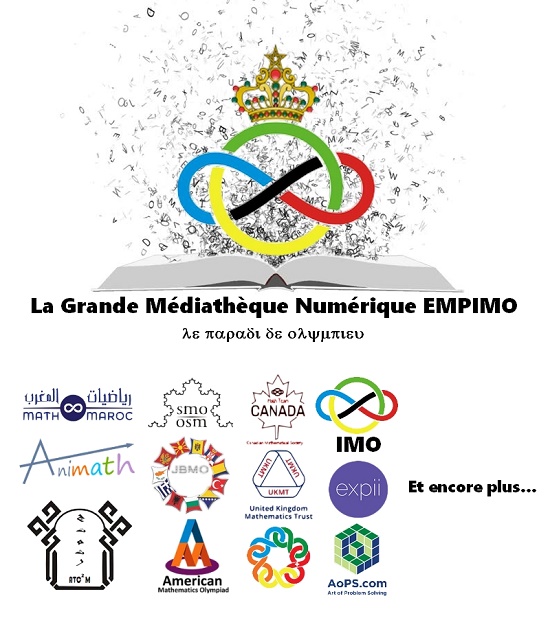 La Grande Médiathèque Numérique EMPIMO
λε παραδι δε ολψμπιευ
رياضيات المغرب
MATH MAROC
smo
osm
Math Team
CANADA
Canadian Mathematical Society
IMO
Animath
JBMO
UKMT
UKMT
UKMT
United Kingdom
Mathematics Trust
expii
Et encore plus...
RTO²M
American
Mathematics Olympiad
AoPS.com
Art of Problem Solving